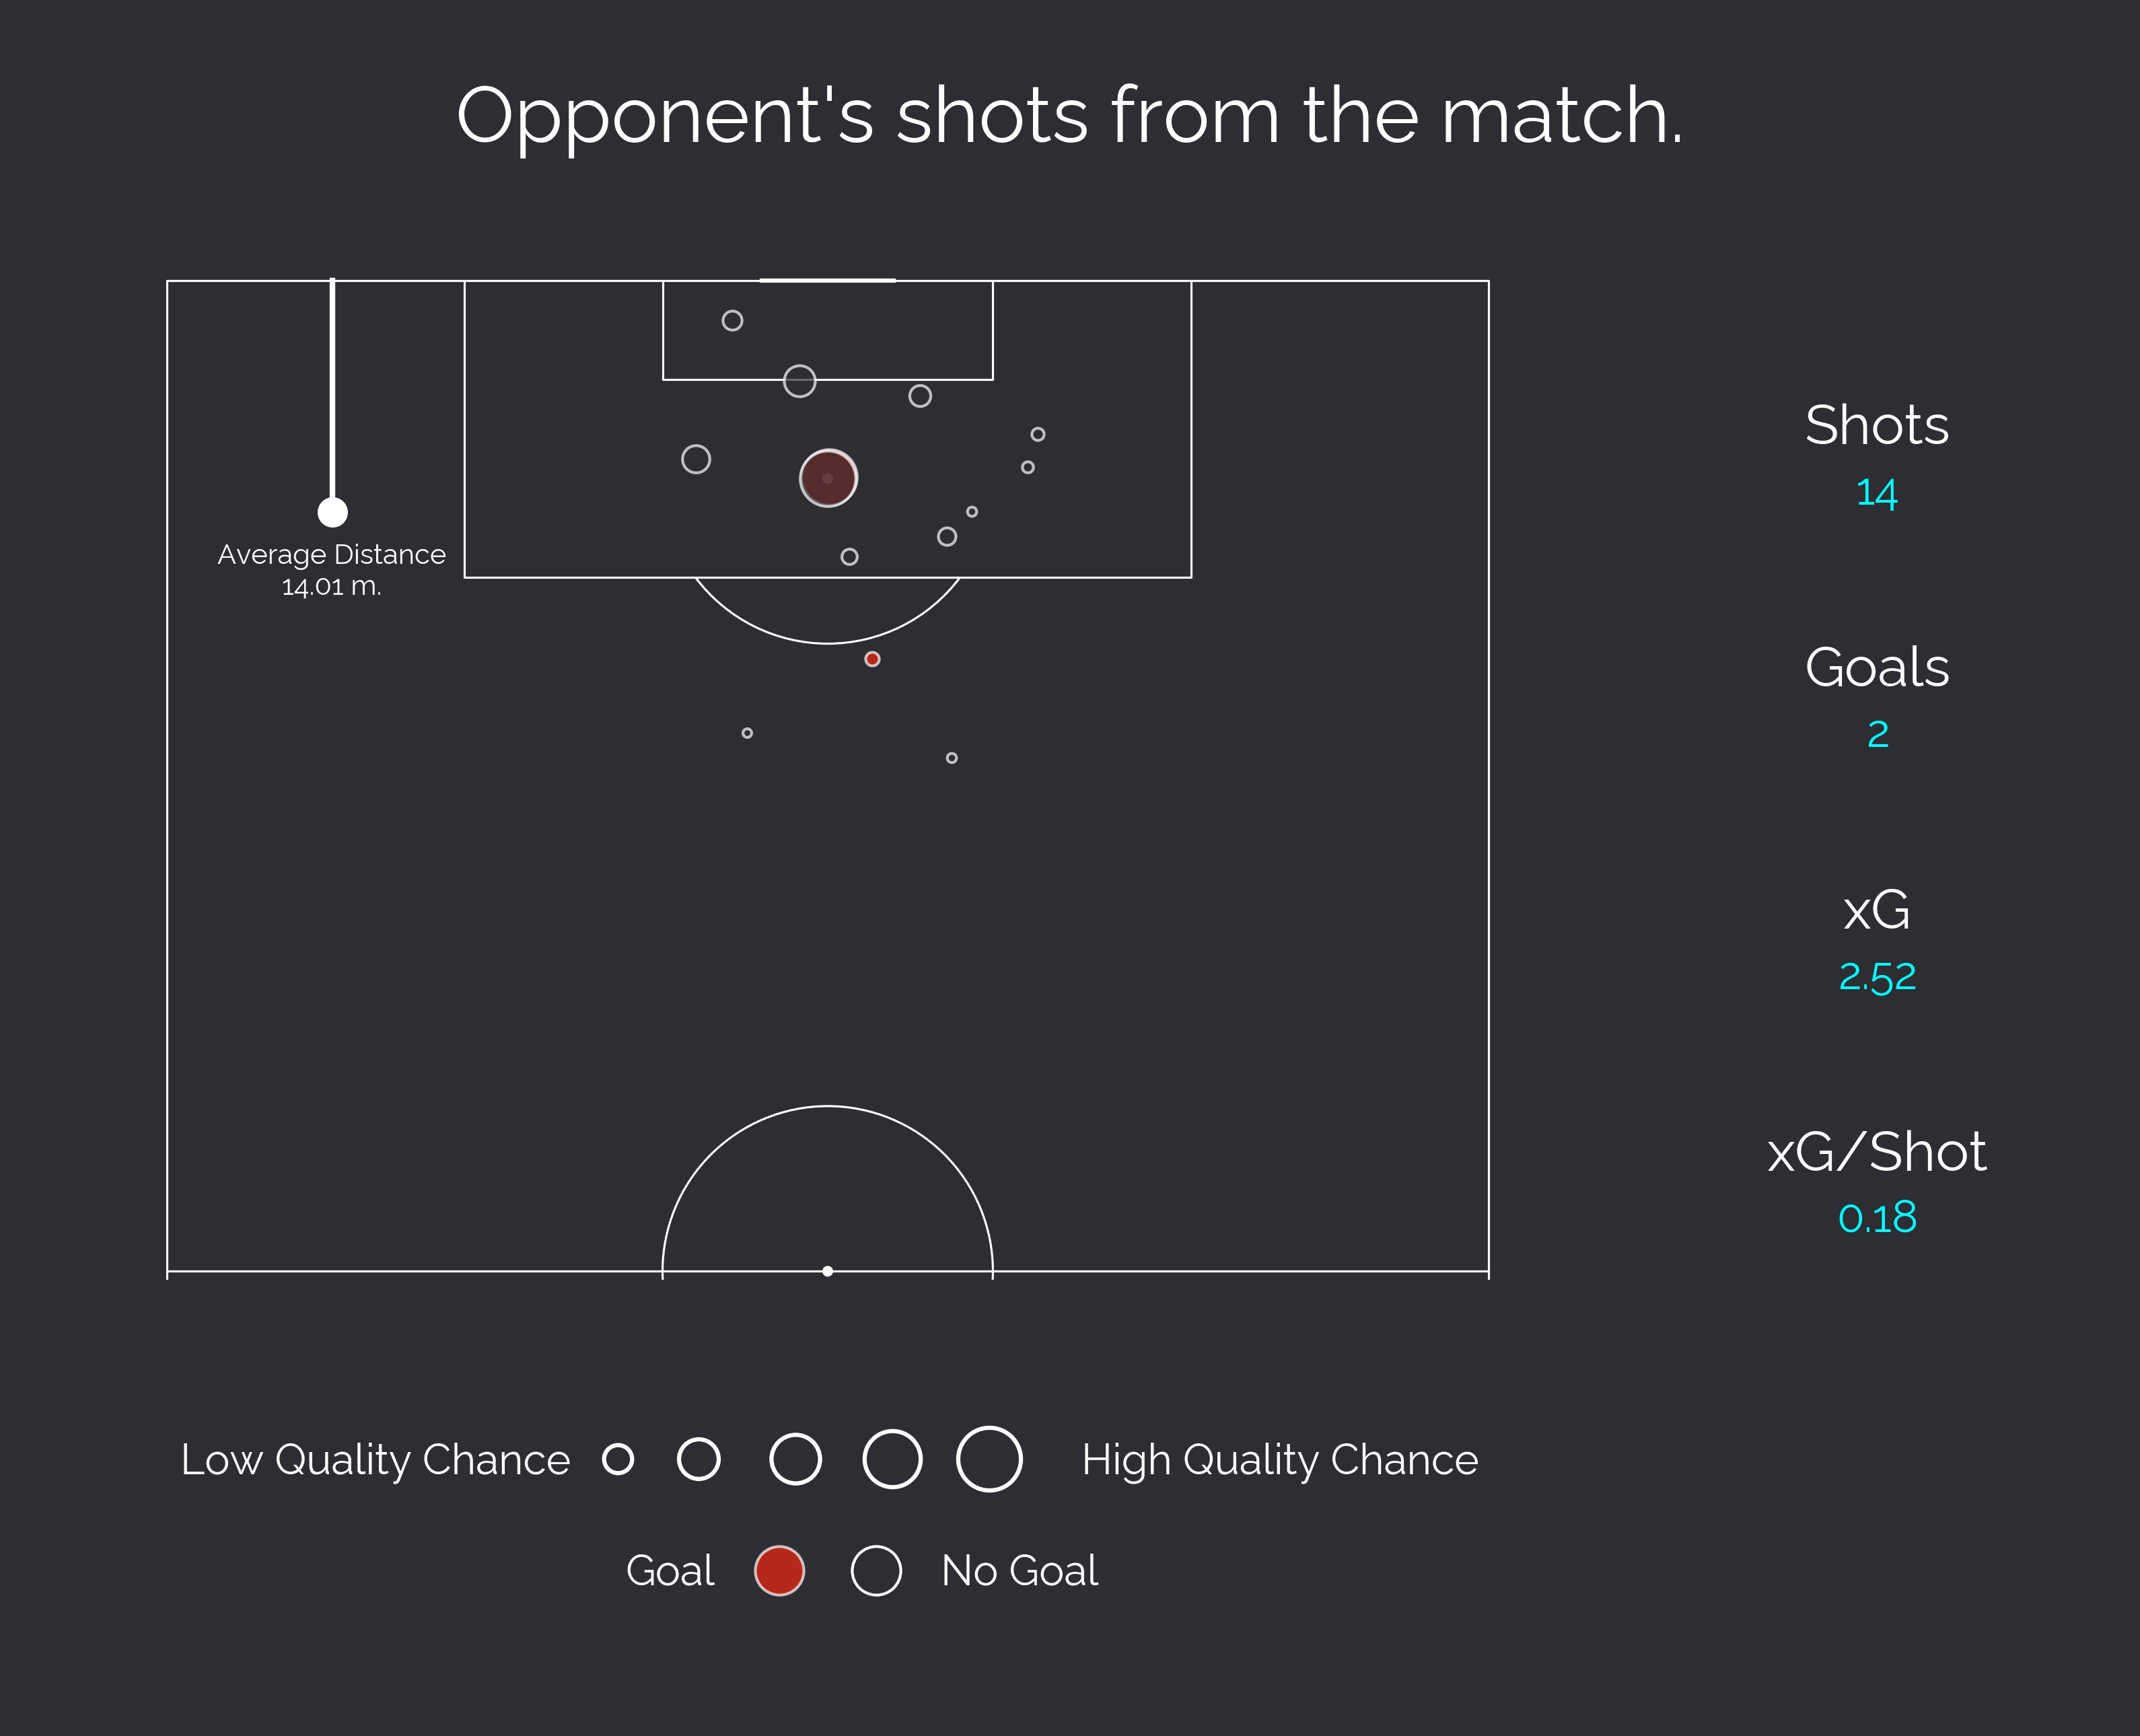 Opponent's shots from the match.
Average Distance
14.01 m.
Shots
14
Goals
2
xG
2.52
xG/Shot
0.18
Low Quality Chance
High Quality Chance
Goal
No Goal